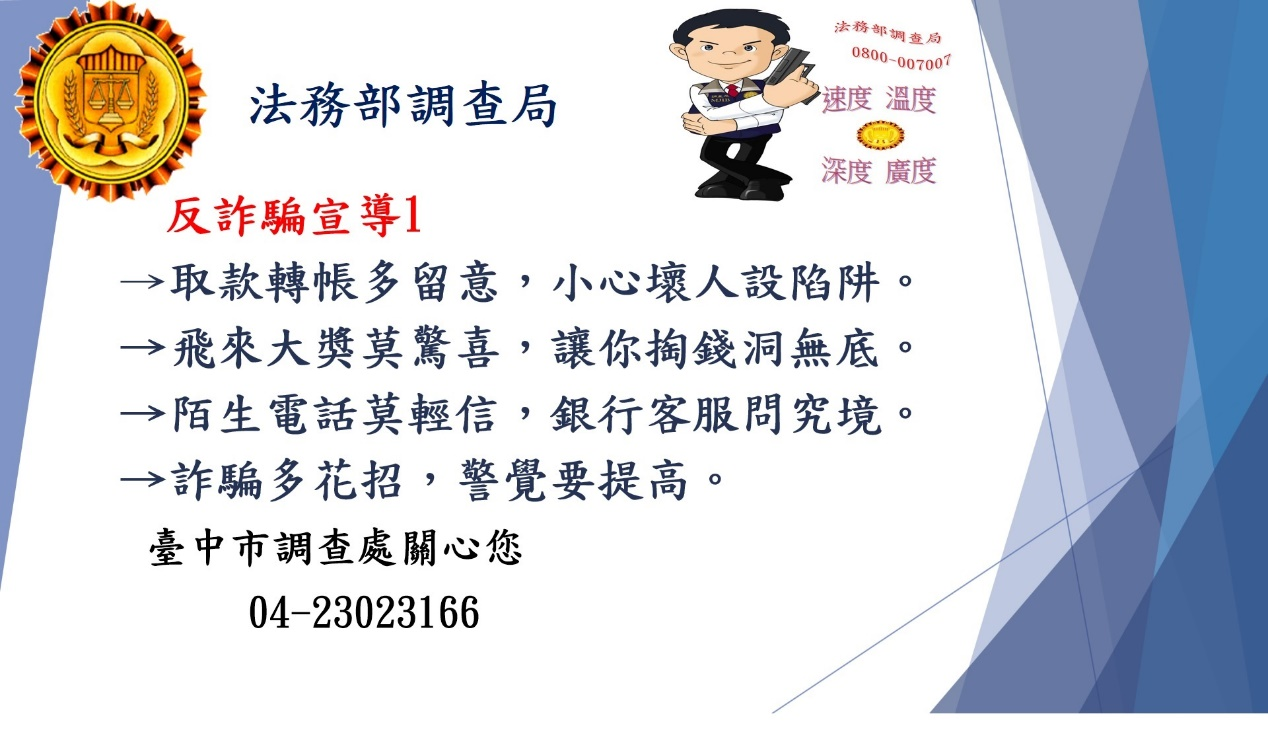 法務部調查局
法務部調查局
0800-007007
速度 溫度
深度 廣度
反詐騙宣導1
→取款轉帳多留意，小心壞人設陷阱。
→飛來大獎莫驚喜，讓你掏錢洞無底。
→陌生電話莫輕信，銀行客服問究境。
→詐騙多花招，警覺要提高。
臺中市調查處關心您
04-23023166